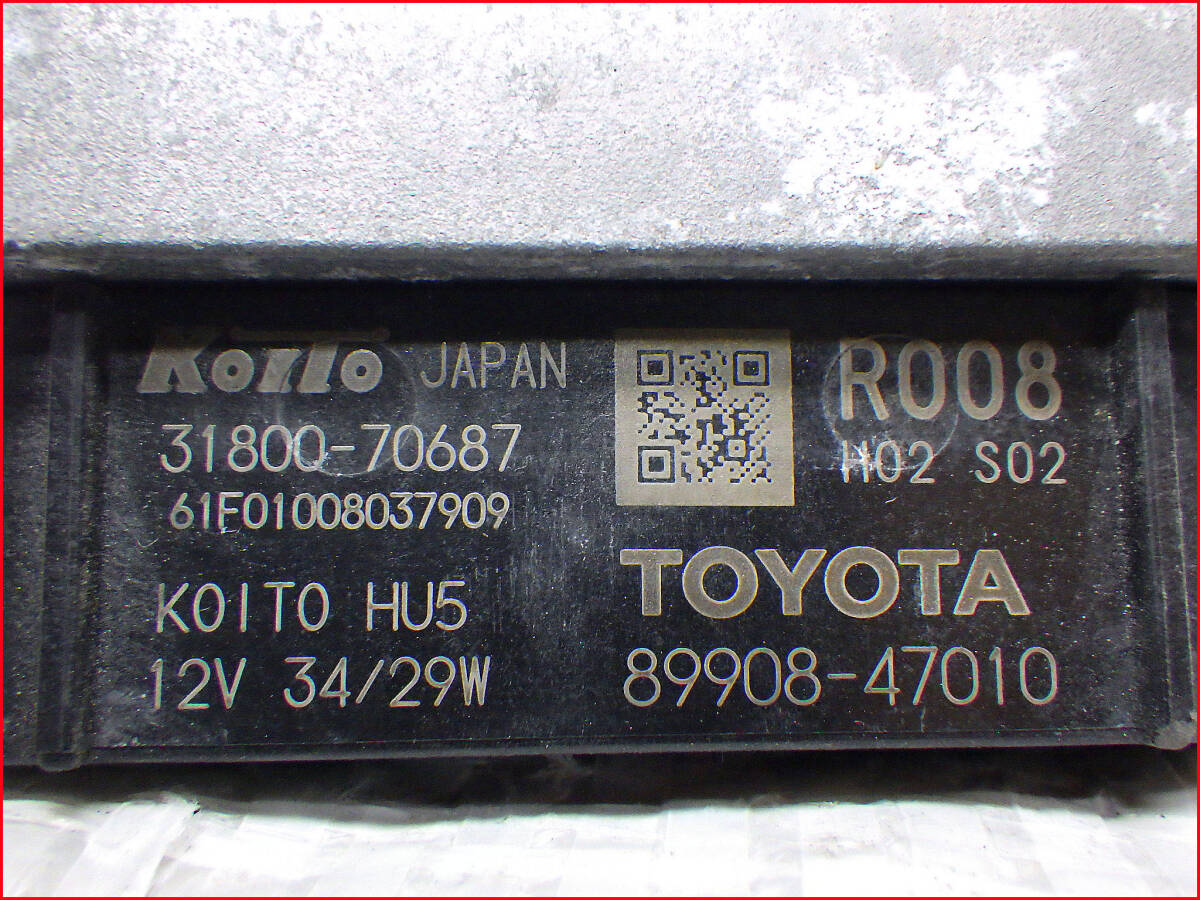 KoiTo JAPAN
31800-70687
61F01008037909
KOITO HU5
12V 34/29W
R008
H02 S02
TOYOTA
89908-47010